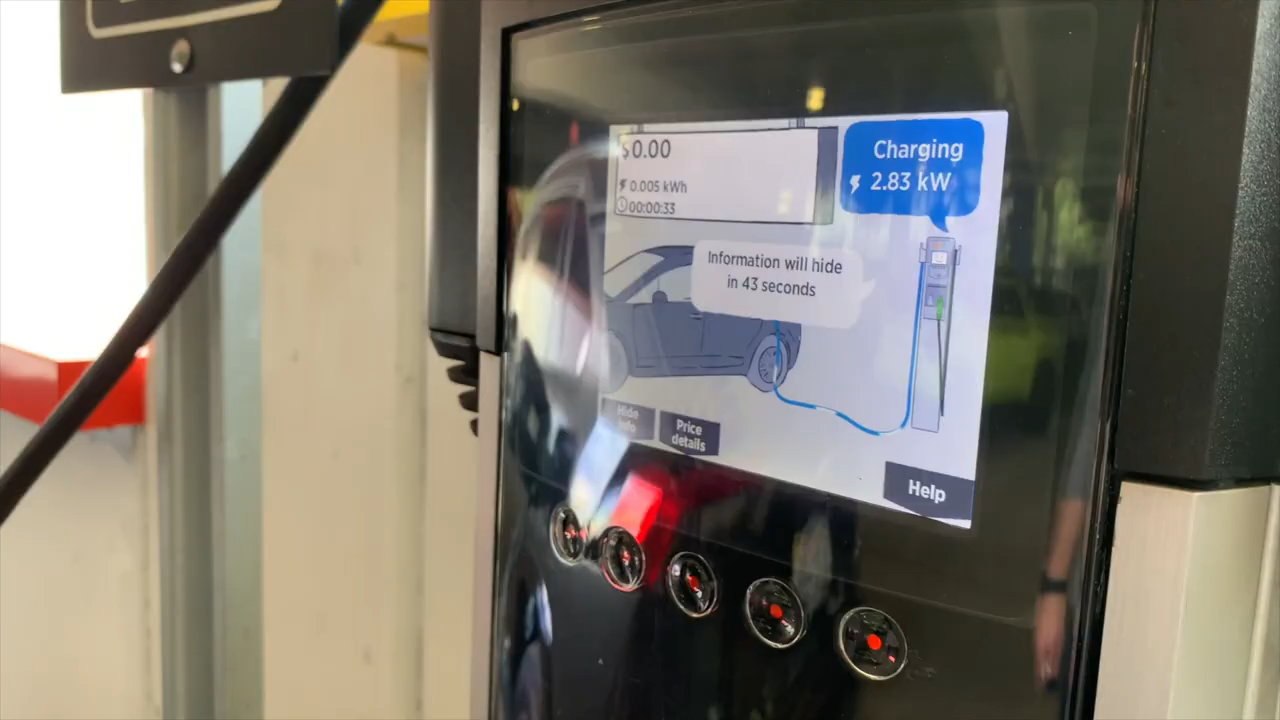 $0.00
0.005 kWh
00:00:33
Charging
2.83 kW
Information will hide
in 43 seconds
Hide
info
Price
details
Help